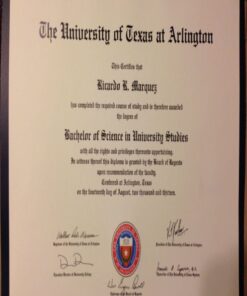 The University of Texas at Arlington
This Certifies that
Ricardo R. Marquez
has completed the required course of study and is therefore awarded
the degree of
Bachelor of Science in University Studies
with all the rights and privileges thereunto appertaining.
In witness thereof this diploma is granted by the Board of Regents
upon recommendation of the faculty.
Conferred at Arlington, Texas
on the fourteenth day of August, two thousand and thirteen.